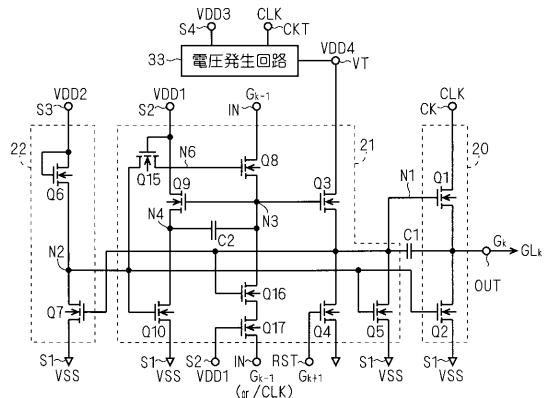 VDD3 CLK
S4 CKT
VDD4
33 電圧発生回路 VT
VDD2 VDD1 Gk-1 CLK
S3 S2 IN CK
22 21 20
Q15 N6 Q8
Q6 Q9 Q3 N1 Q1
N4 N3
C2 C1 Gk GLk
N2 OUT
Q16
Q7 Q10 Q17 Q4 Q5 Q2
S1 S1 S2 IN RST S1 S1
VSS VSS VDD1 Gk-1 Gk+1 VSS VSS
(or /CLK)